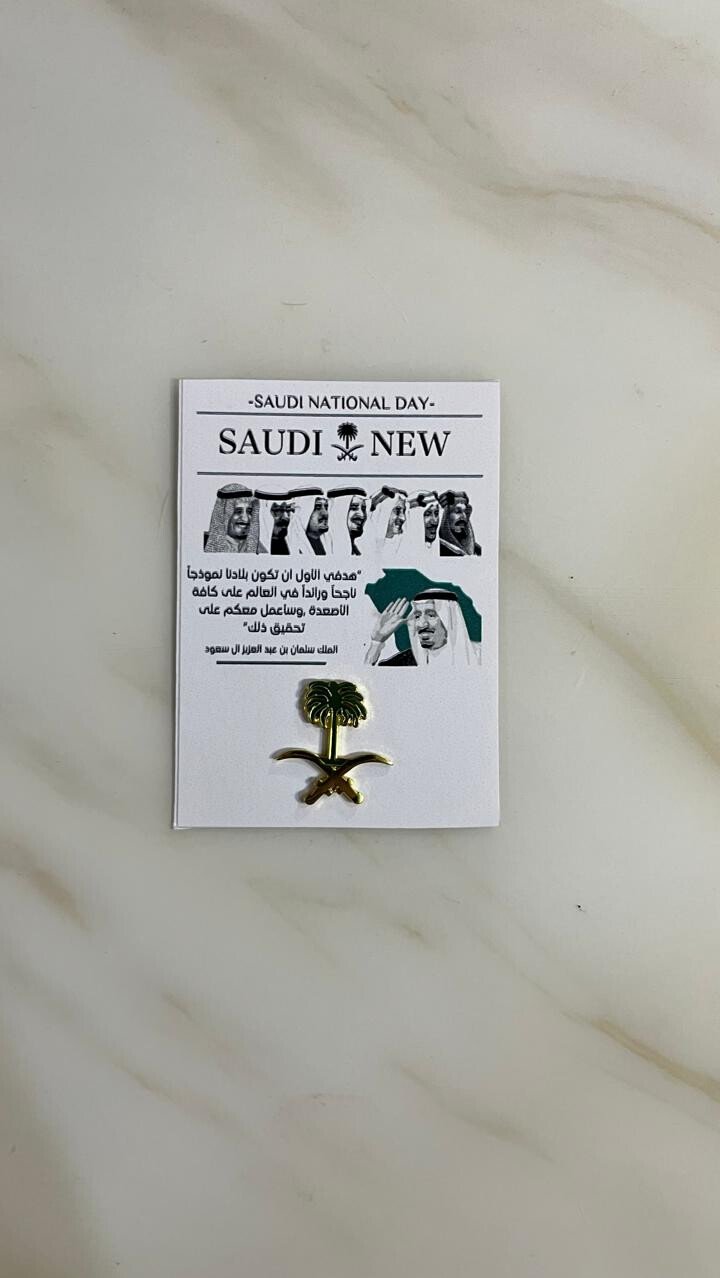 -SAUDI NATIONAL DAY-
SAUDI NEW
"هدفي الأول ان تكون بلادنا نموذجاً
ناجحاً ورائداً في العالم على كافة
الأصعدة ,وساعمل معكم على
تحقيق ذلك"
الملك سلمان بن عبد العزيز ال سعود